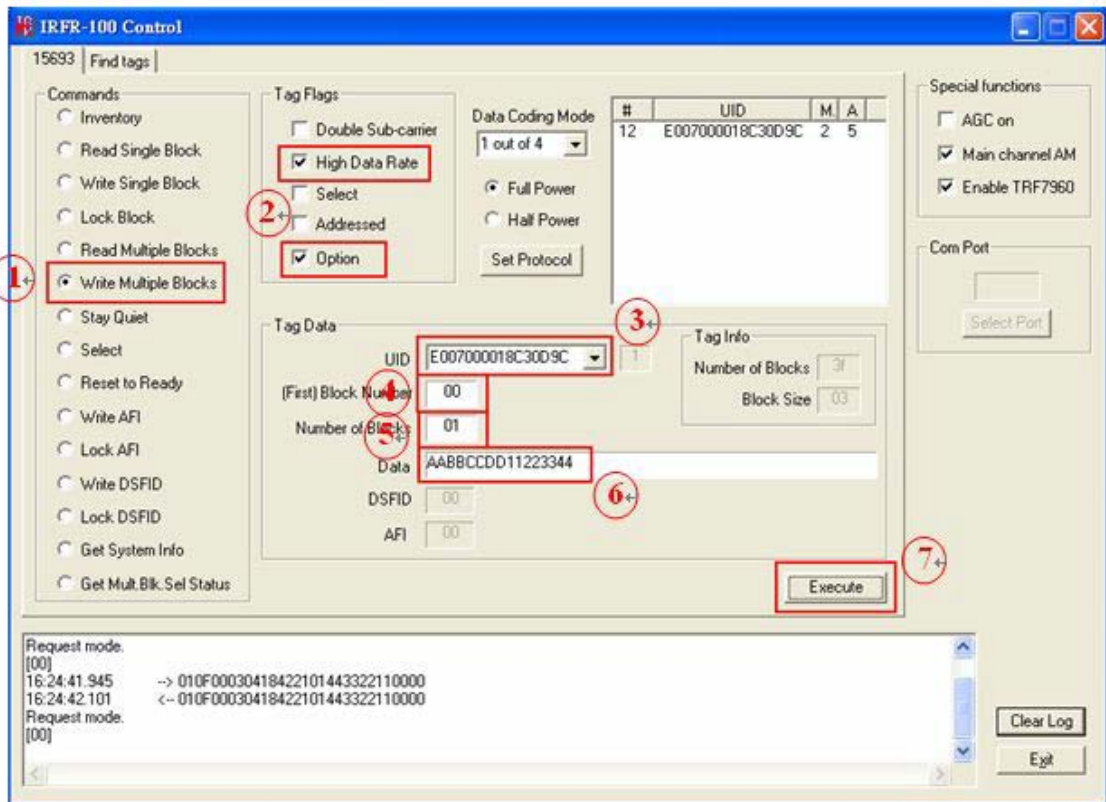 IRFR-100 Control
15693 Find tags
Commands
Inventory
Read Single Block
Write Single Block
Lock Block
Read Multiple Blocks
1 Write Multiple Blocks
Stay Quiet
Select
Reset to Ready
Write AFI
Lock AFI
Write DSFID
Lock DSFID
Get System Info
Get Mult.Blk.Sel Status
Tag Flags
Double Sub-carrier
High Data Rate
Select
2
Addressed
Option
Data Coding Mode
1 out of 4
Full Power
Half Power
Set Protocol
# UID M. A
12 E007000018C30D9C 2 5
Special functions
AGC on
Main channel AM
Enable TRF7960
Com Port
Select Port
Tag Data
3
UID E007000018C30D9C 1
4
(First) Block Number 00
Number of Blocks 01
5
Data AABBCCDD11223344
6
DSFID 00
AFI 00
Tag Info
Number of Blocks 3f
Block Size 03
7
Execute
Request mode.
[00]
16:24:41.945 --> 010F000304184221014433221100​00
16:24:42.101 <-- 010F00030418422101443322110000
Request mode.
[00]
Clear Log
Exit